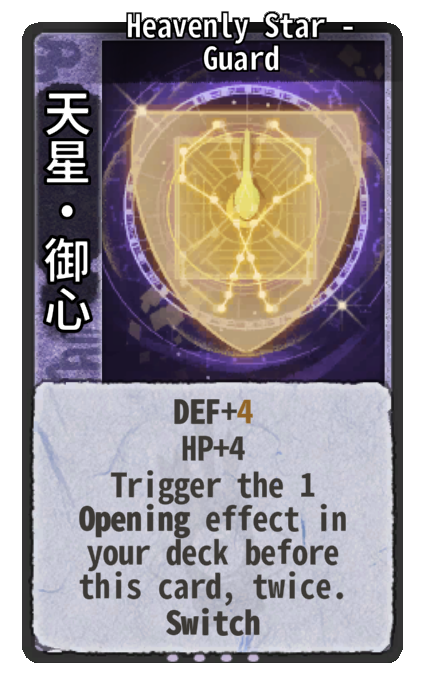 Heavenly Star -
Guard
天星・御心
DEF+4
HP+4
Trigger the 1
Opening effect in
your deck before
this card, twice.
Switch